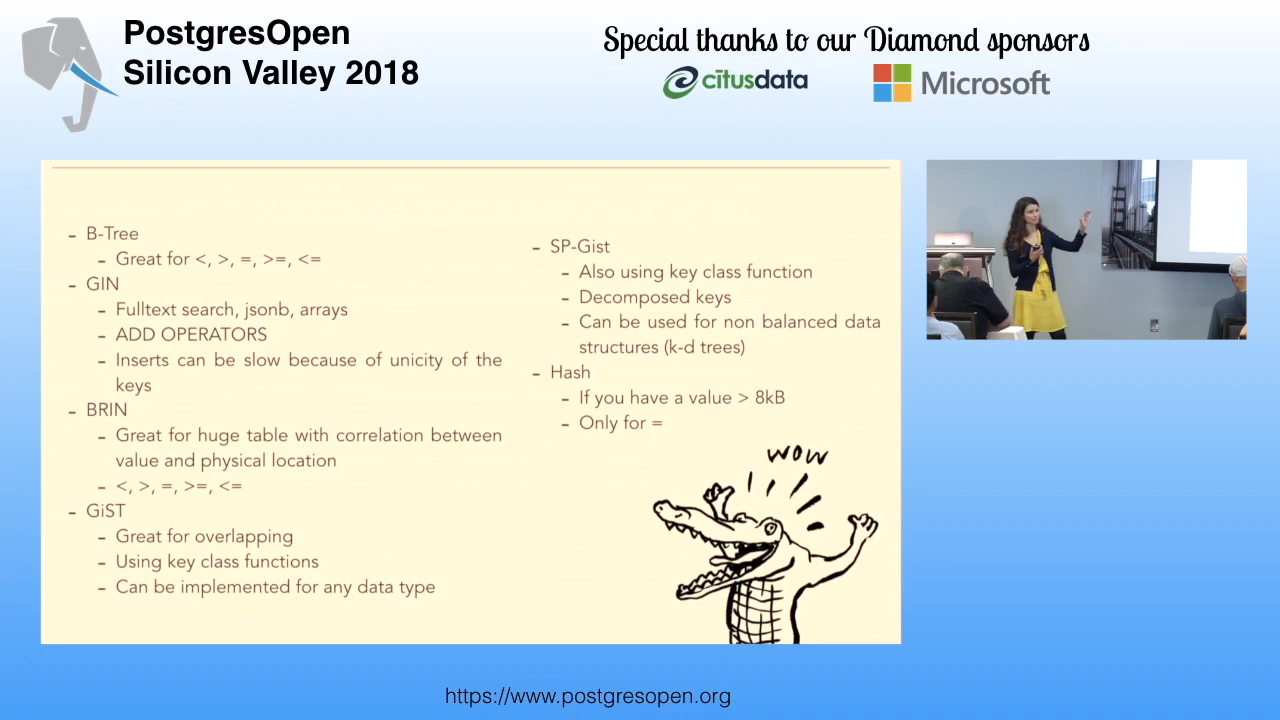 PostgresOpen
Silicon Valley 2018
Special thanks to our Diamond sponsors
citusdata
Microsoft
- B-Tree
- Great for <, >, =, >=, <=
- GIN
- Fulltext search, jsonb, arrays
- ADD OPERATORS
- Inserts can be slow because of unicity of the
keys
- BRIN
- Great for huge table with correlation between
value and physical location
- <, >, =, >=, <=
- GiST
- Great for overlapping
- Using key class functions
- Can be implemented for any data type
- SP-Gist
- Also using key class function
- Decomposed keys
- Can be used for non balanced data
structures (k-d trees)
- Hash
- If you have a value > 8kB
- Only for =
WOW
https://www.postgresopen.org